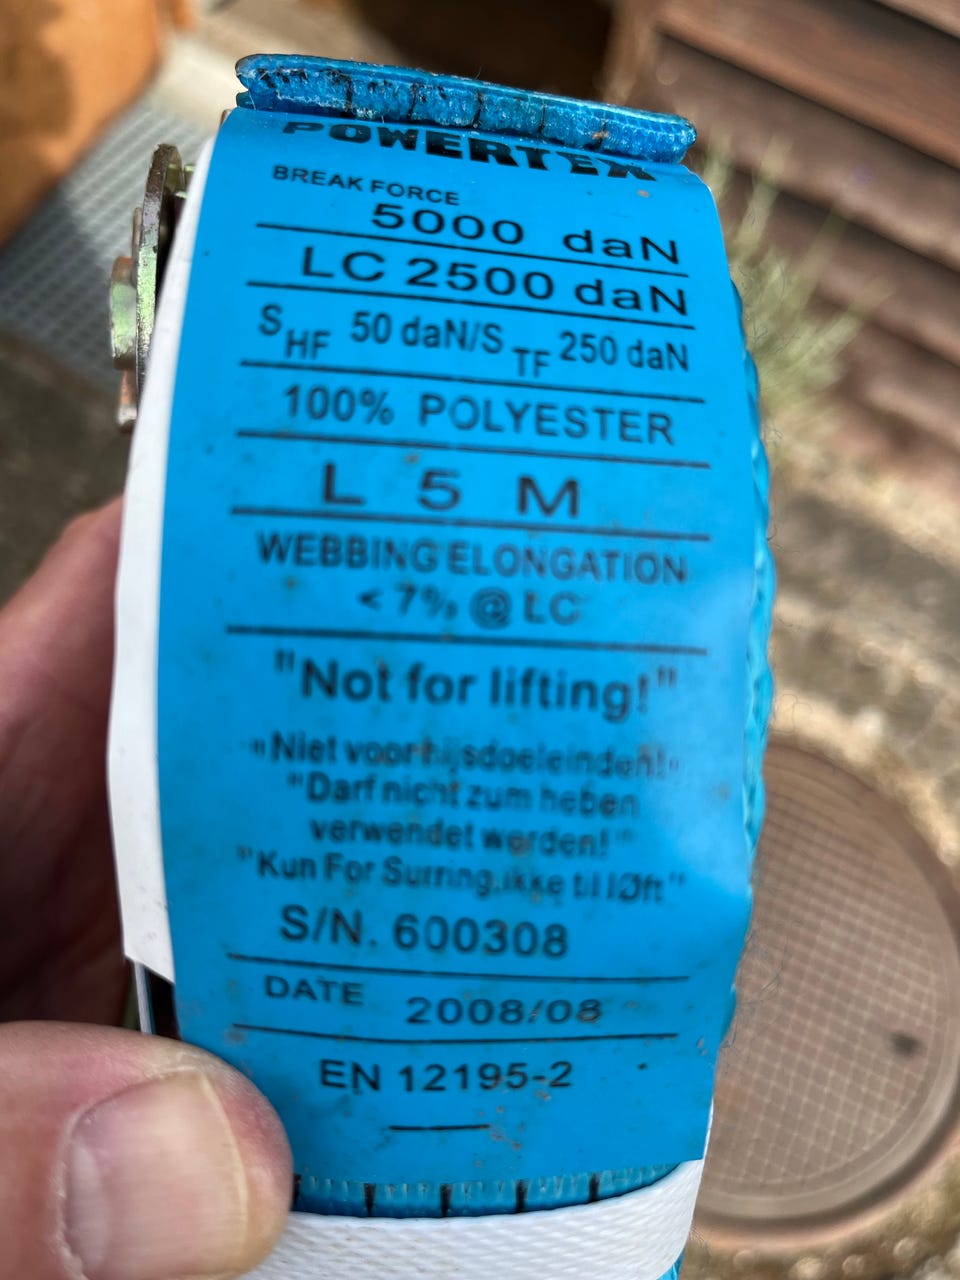 POWERTEX
BREAK FORCE
5000 daN
LC 2500 daN
SHF 50 daN/STF 250 daN
100% POLYESTER
L 5 M
WEBBING ELONGATION
< 7% @ LC
"Not for lifting!"
"Niet voor hijsdoeleinden!"
"Darf nicht zum heben
verwendet werden!"
"Kun For Surring,ikke til lØft"
S/N. 600308
DATE 2008/08
EN 12195-2